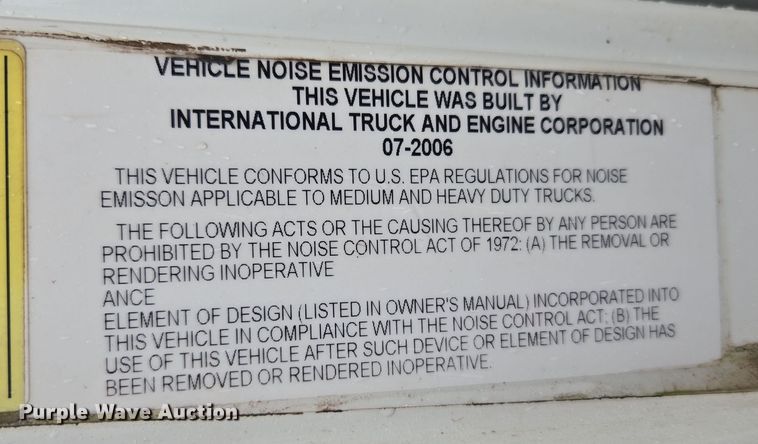 VEHICLE NOISE EMISSION CONTROL INFORMATION
THIS VEHICLE WAS BUILT BY
INTERNATIONAL TRUCK AND ENGINE CORPORATION
07-2006
THIS VEHICLE CONFORMS TO U.S. EPA REGULATIONS FOR NOISE
EMISSON APPLICABLE TO MEDIUM AND HEAVY DUTY TRUCKS.
THE FOLLOWING ACTS OR THE CAUSING THEREOF BY ANY PERSON ARE
PROHIBITED BY THE NOISE CONTROL ACT OF 1972: (A) THE REMOVAL OR
RENDERING INOPERATIVE
ANCE
ELEMENT OF DESIGN (LISTED IN OWNER'S MANUAL) INCORPORATED INTO
THIS VEHICLE IN COMPLIANCE WITH THE NOISE CONTROL ACT; (B) THE
USE OF THIS VEHICLE AFTER SUCH DEVICE OR ELEMENT OF DESIGN HAS
BEEN REMOVED OR RENDERED INOPERATIVE.
Purple Wave Auction